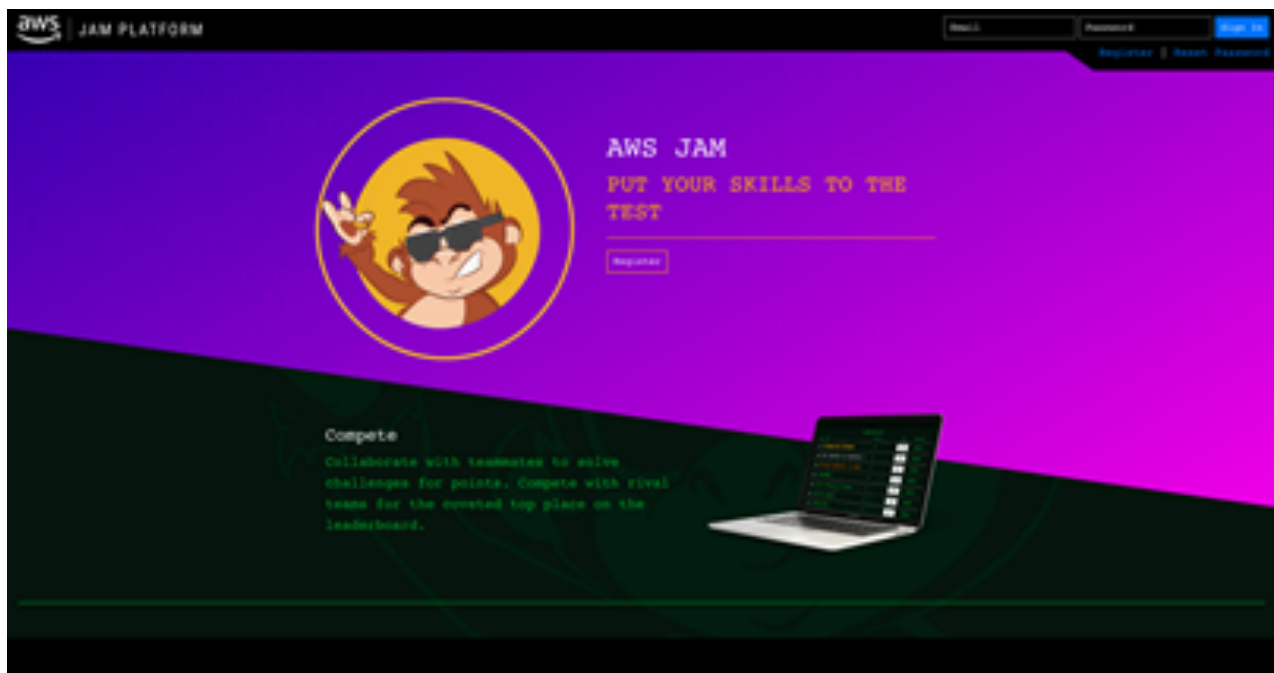 aws JAM PLATFORM
Email Password Sign In
Register | Reset Password
AWS JAM
PUT YOUR SKILLS TO THE
TEST
Register
Compete
Collaborate with teammates to solve
challenges for points. Compete with rival
teams for the coveted top place on the
leaderboard.